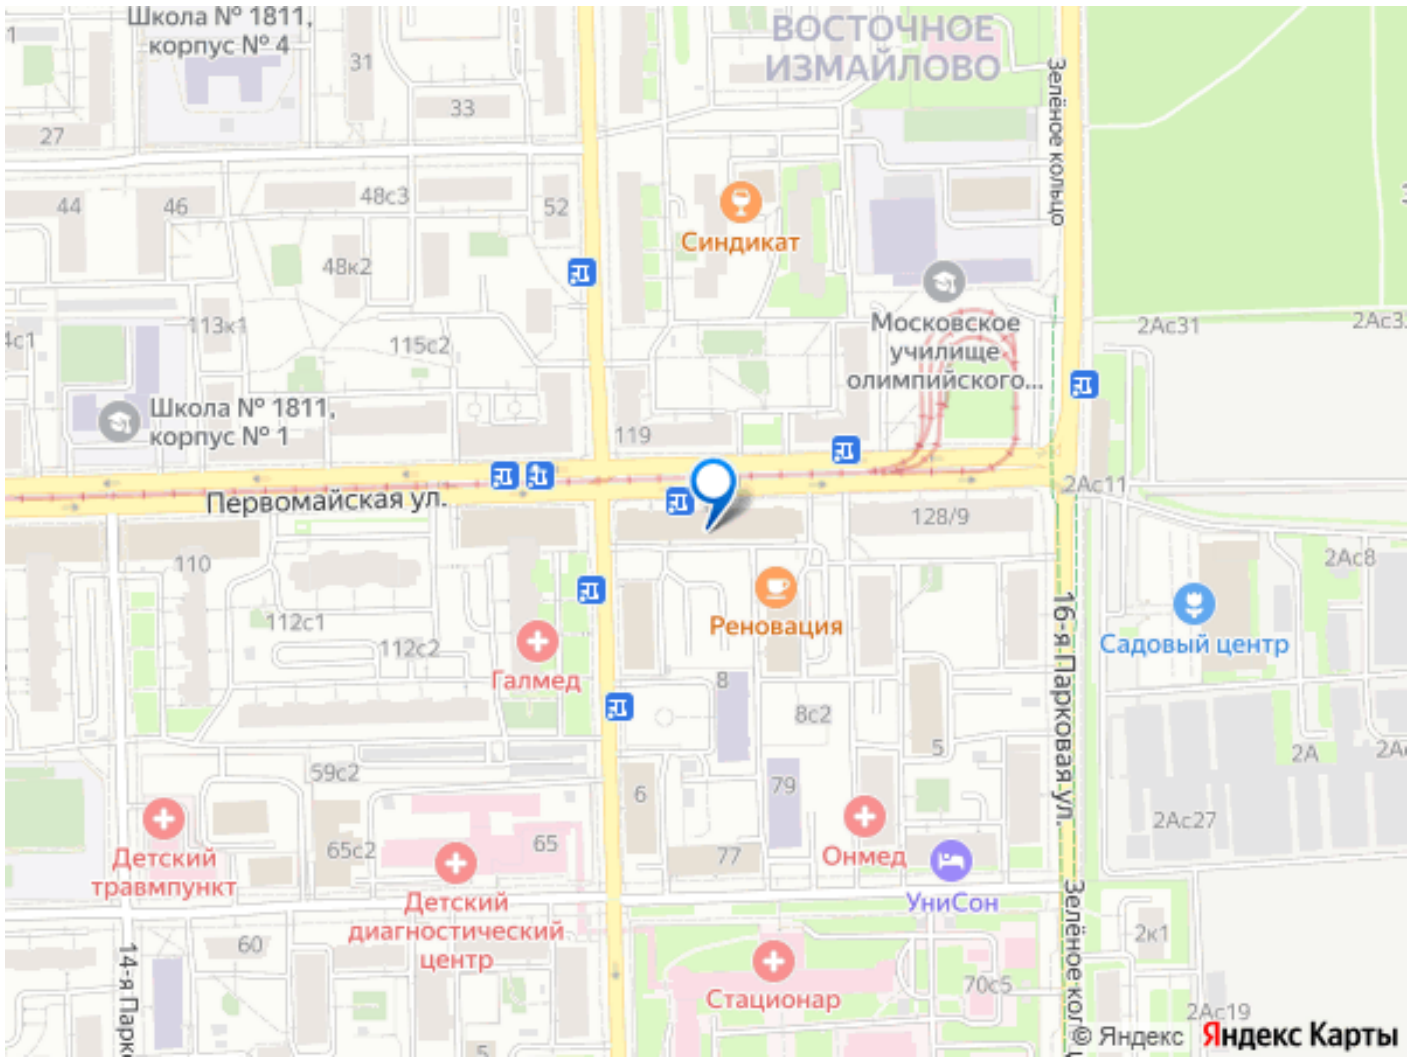 Школа № 1811,
корпус № 4
31
33
27
ВОСТОЧНОЕ
ИЗМАЙЛОВО
Зелёное кольцо
44
46
48с3
52
48к2
Синдикат
113к1
115с2
4с1
Школа № 1811,
корпус № 1
Московское
училище
олимпийского...
2Ас31
119
Первомайская ул.
2Ас11
128/9
110
112с1
112с2
Галмед
Реновация
8
8с2
5
16-я Парковая ул.
2Ас8
Садовый центр
2А
2Ас27
59с2
65с2
65
6
79
77
Детский
травмпункт
Детский
диагностический
центр
Онмед
УниСон
60
Стационар
70с5
2к1
2Ас19
5
© Яндекс
Яндекс Карты